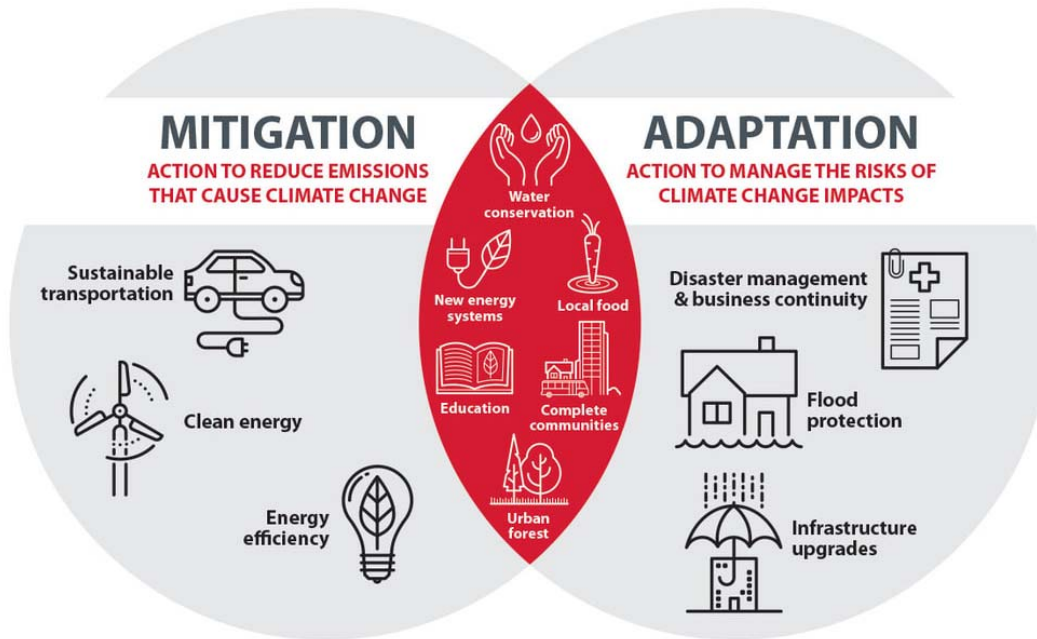 MITIGATION
ACTION TO REDUCE EMISSIONS
THAT CAUSE CLIMATE CHANGE
ADAPTATION
ACTION TO MANAGE THE RISKS OF
CLIMATE CHANGE IMPACTS
Water
conservation
Sustainable
transportation
New energy
systems
Local food
Disaster management
& business continuity
Clean energy
Education
Complete
communities
Flood
protection
Energy
efficiency
Urban
forest
Infrastructure
upgrades